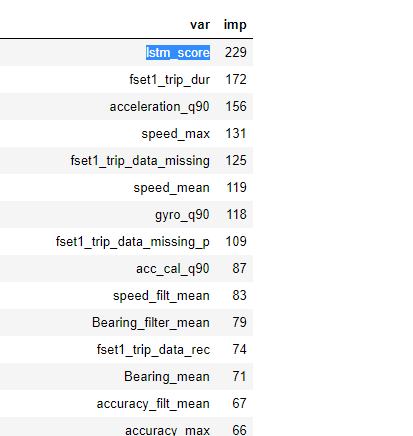 var imp
lstm_score 229
fset1_trip_dur 172
acceleration_q90 156
speed_max 131
fset1_trip_data_missing 125
speed_mean 119
gyro_q90 118
fset1_trip_data_missing_p 109
acc_cal_q90 87
speed_filt_mean 83
Bearing_filter_mean 79
fset1_trip_data_rec 74
Bearing_mean 71
accuracy_filt_mean 67
accuracy_max 66